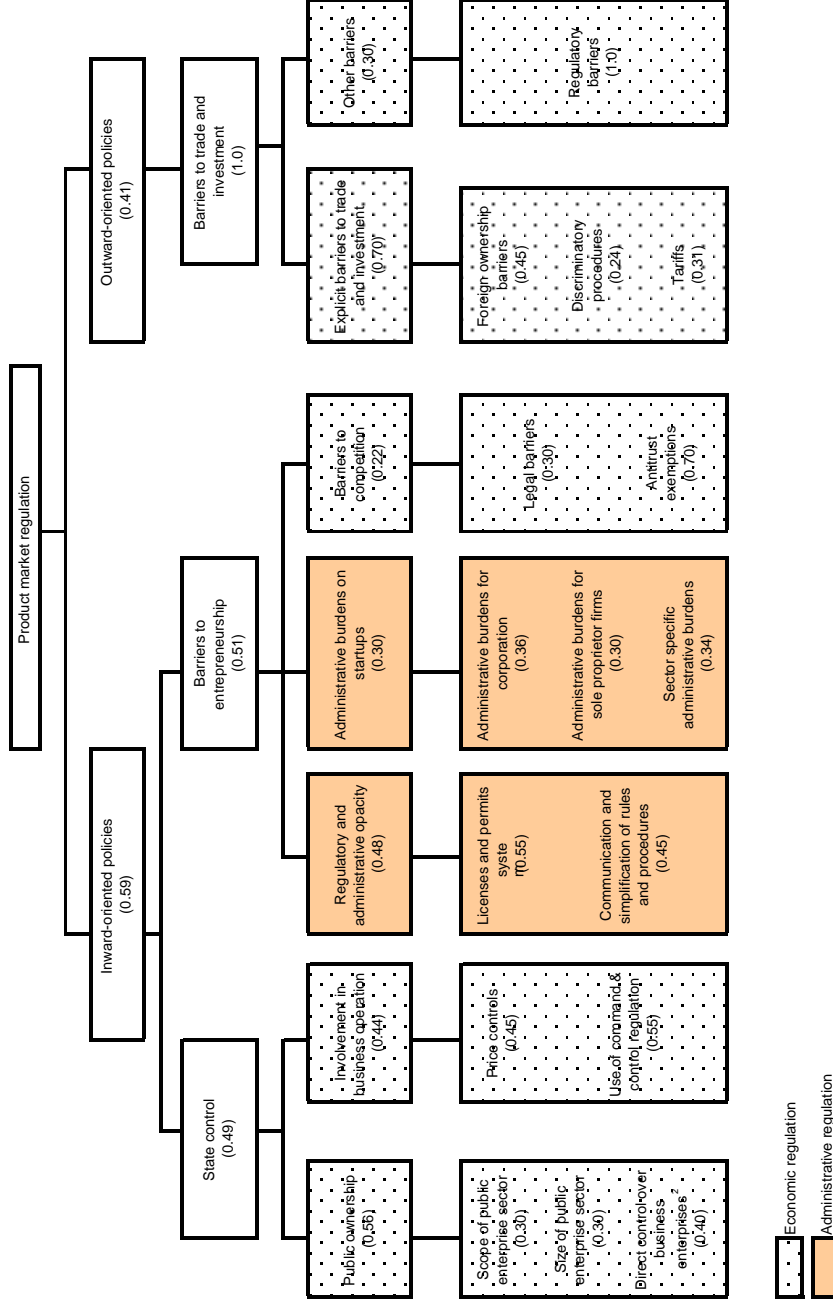 Product market regulation
Inward-oriented policies
(0.59)
Outward-oriented policies
(0.41)
State control
(0.49)
Barriers to
entrepreneurship
(0.51)
Barriers to trade and
investment
(1.0)
Public ownership
(0.56)
Involvement in
business operation
(0.44)
Regulatory and
administrative opacity
(0.48)
Administrative burdens on
startups
(0.30)
Barriers to
competition
(0.22)
Explicit barriers to trade
and investment
(0.70)
Other barriers
(0.30)
Scope of public
enterprise sector
(0.30)
Size of public
enterprise sector
(0.30)
Direct control over
business
enterprises ²
(0.40)
Price controls
(0.45)
Use of command &
control regulation
(0.55)
Licenses and permits
syste
m
(0.55)
Communication and
simplification of rules
and procedures
(0.45)
Administrative burdens for
corporation
(0.36)
Administrative burdens for
sole proprietor firms
(0.30)
Sector specific
administrative burdens
(0.34)
Legal barriers
(0.30)
Antitrust
exemptions
(0.70)
Foreign ownership
barriers
(0.45)
Discriminatory
procedures
(0.24)
Tariffs
(0.31)
Regulatory
barriers
(1.0)
Economic regulation
Administrative regulation